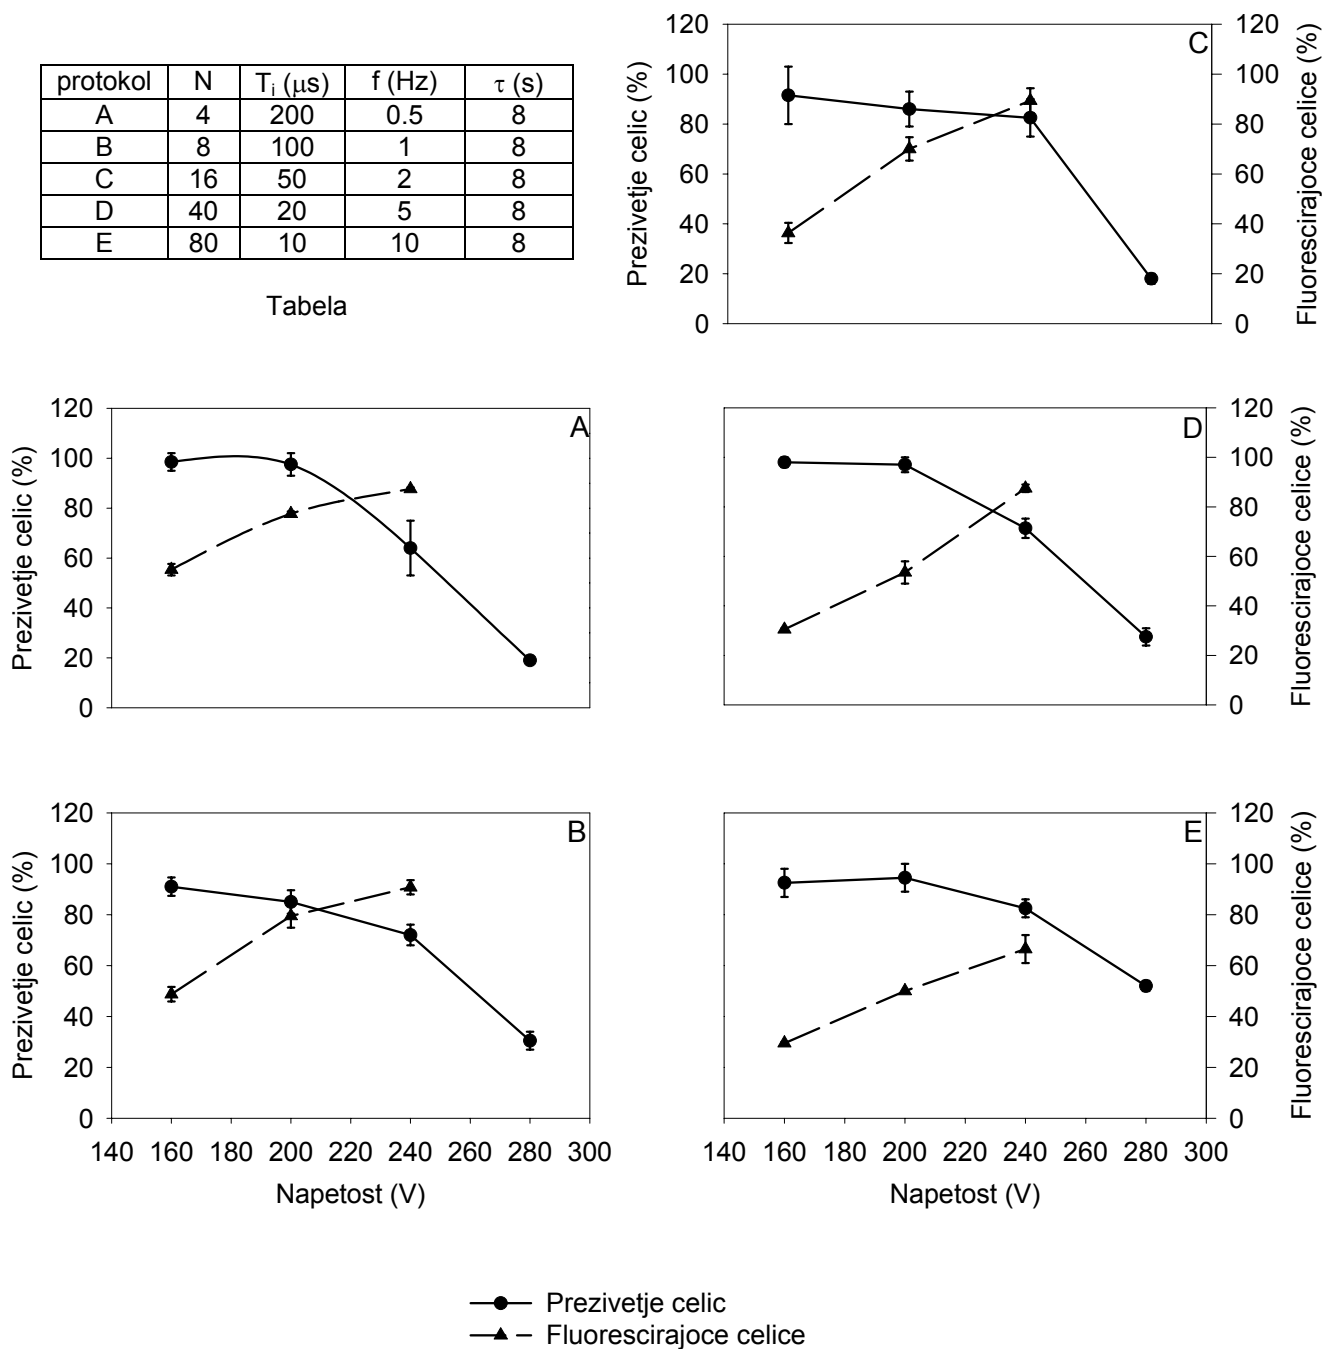 protokol N Ti (μs) f (Hz) τ (s)
A 4 200 0.5 8
B 8 100 1 8
C 16 50 2 8
D 40 20 5 8
E 80 10 10 8
Tabela
C
Prezivetje celic (%)
120
100
80
60
40
20
0
Fluorescirajoce celice (%)
120
100
80
60
40
20
0
A
Prezivetje celic (%)
120
100
80
60
40
20
0
D
Fluorescirajoce celice (%)
120
100
80
60
40
20
0
B
Prezivetje celic (%)
120
100
80
60
40
20
0
140 160 180 200 220 240 260 280 300
Napetost (V)
E
Fluorescirajoce celice (%)
120
100
80
60
40
20
0
140 160 180 200 220 240 260 280 300
Napetost (V)
Prezivetje celic
Fluorescirajoce celice